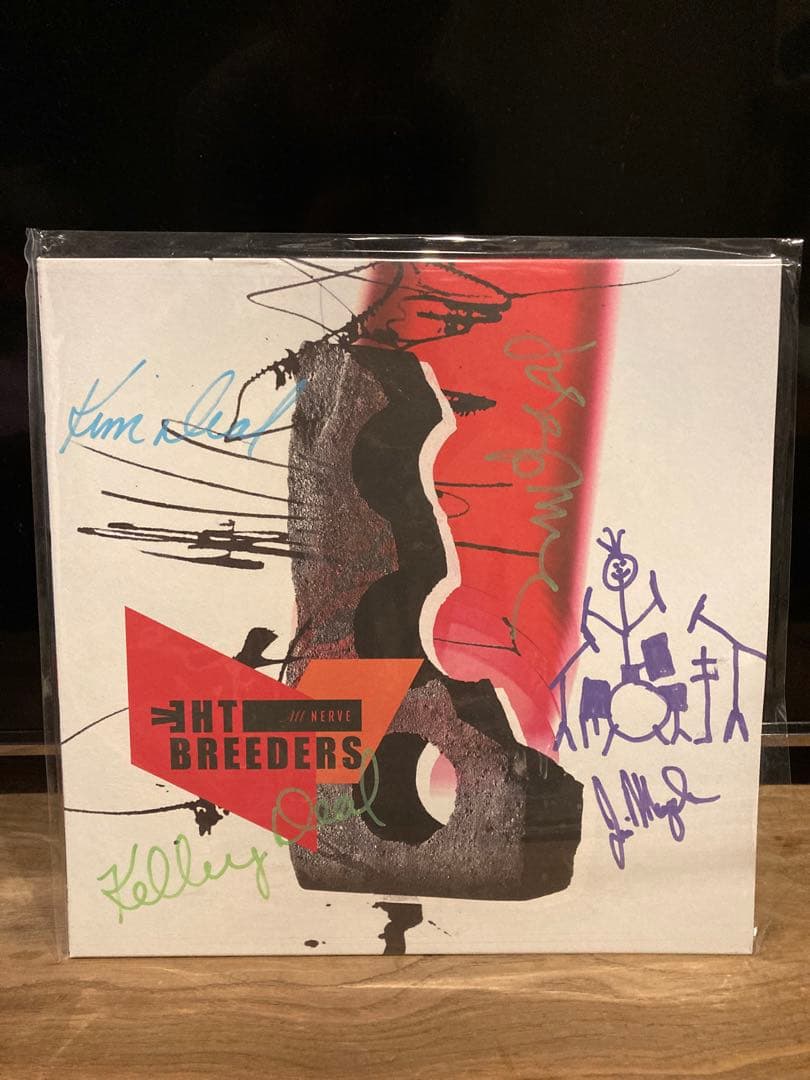 Kim Deal
THE
All NERVE
BREEDERS
Kelley Deal